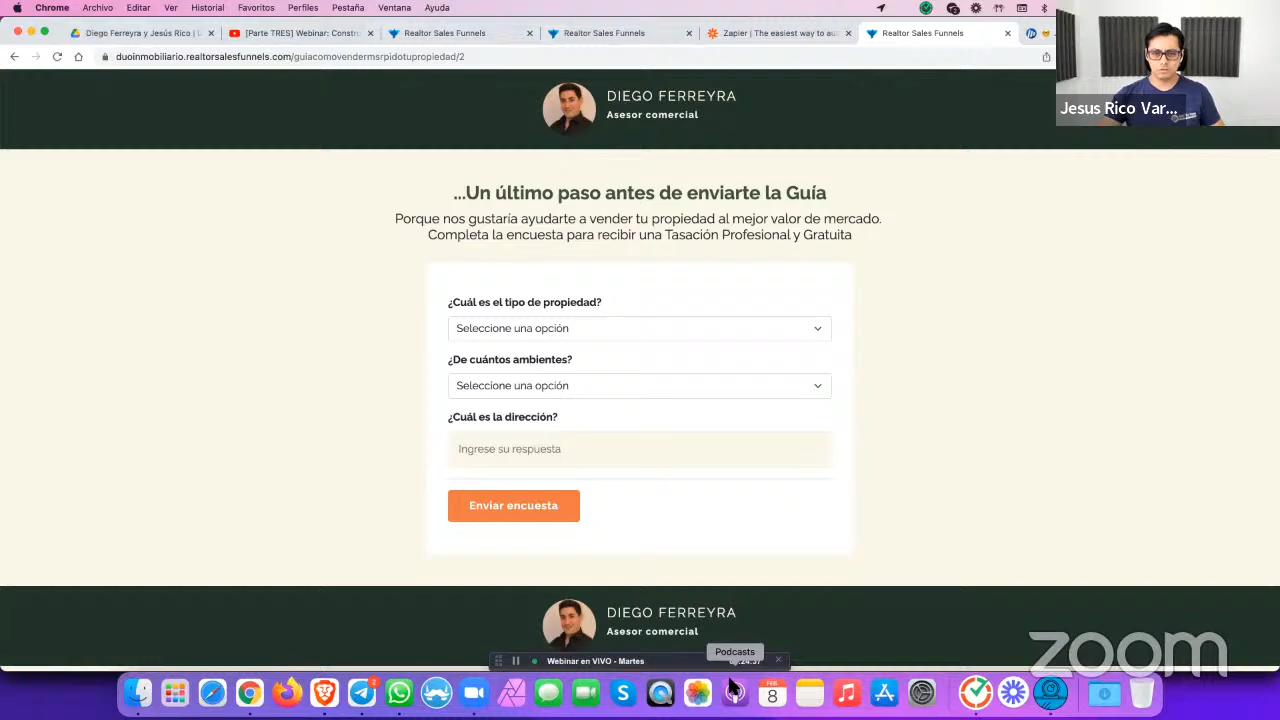 Chrome Archivo Editar Ver Historial Favoritos Perfiles Pestaña Ventana Ayuda
Diego Ferreyra y Jesús Rico |
[Parte TRES] Webinar: Constru
Realtor Sales Funnels
Realtor Sales Funnels
Zapier | The easiest way to au
Realtor Sales Funnels
duoinmobiliario.realtorsalesfunnels.com/guiacomovendermsrpidotupropiedad/2
Jesus Rico Var...
DIEGO FERREYRA
Asesor comercial
...Un último paso antes de enviarte la Guía
Porque nos gustaría ayudarte a vender tu propiedad al mejor valor de mercado.
Completa la encuesta para recibir una Tasación Profesional y Gratuita
¿Cuál es el tipo de propiedad?
Seleccione una opción
¿De cuántos ambientes?
Seleccione una opción
¿Cuál es la dirección?
Ingrese su respuesta
Enviar encuesta
DIEGO FERREYRA
Asesor comercial
Podcasts
Webinar en VIVO - Martes
zoom
2
FEB.
8